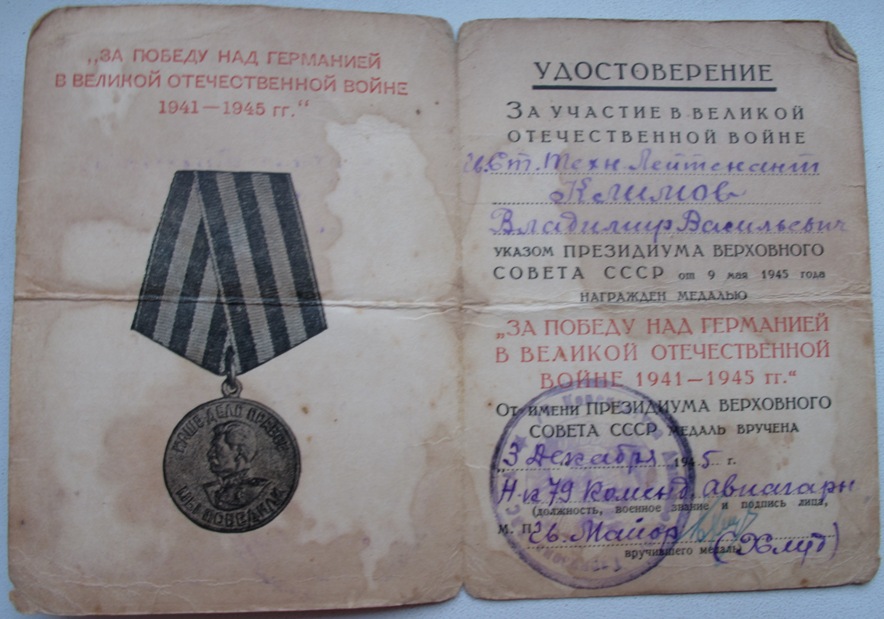 „ЗА ПОБЕДУ НАД ГЕРМАНИЕЙ
В ВЕЛИКОЙ ОТЕЧЕСТВЕННОЙ ВОЙНЕ
1941—1945 гг.“
НАШЕ ДЕЛО ПРАВОЕ
МЫ ПОБЕДИЛИ
УДОСТОВЕРЕНИЕ
ЗА УЧАСТИЕ В ВЕЛИКОЙ
ОТЕЧЕСТВЕННОЙ ВОЙНЕ
Гв. Ст. Техн Лейтенант
Климов
Владимир Васильевич
УКАЗОМ ПРЕЗИДИУМА ВЕРХОВНОГО
СОВЕТА СССР от 9 мая 1945 года
НАГРАЖДЕН МЕДАЛЬЮ
„ЗА ПОБЕДУ НАД ГЕРМАНИЕЙ
В ВЕЛИКОЙ ОТЕЧЕСТВЕННОЙ
ВОЙНЕ 1941—1945 гг.“
От имени ПРЕЗИДИУМА ВЕРХОВНОГО
СОВЕТА СССР МЕДАЛЬ ВРУЧЕНА
„3 Декабря 1945 г.
Н-к 79 Коменд. Авиагарн
(должность, военное звание и подпись лица,
М. П. Гв. Майор
вручившего медаль)